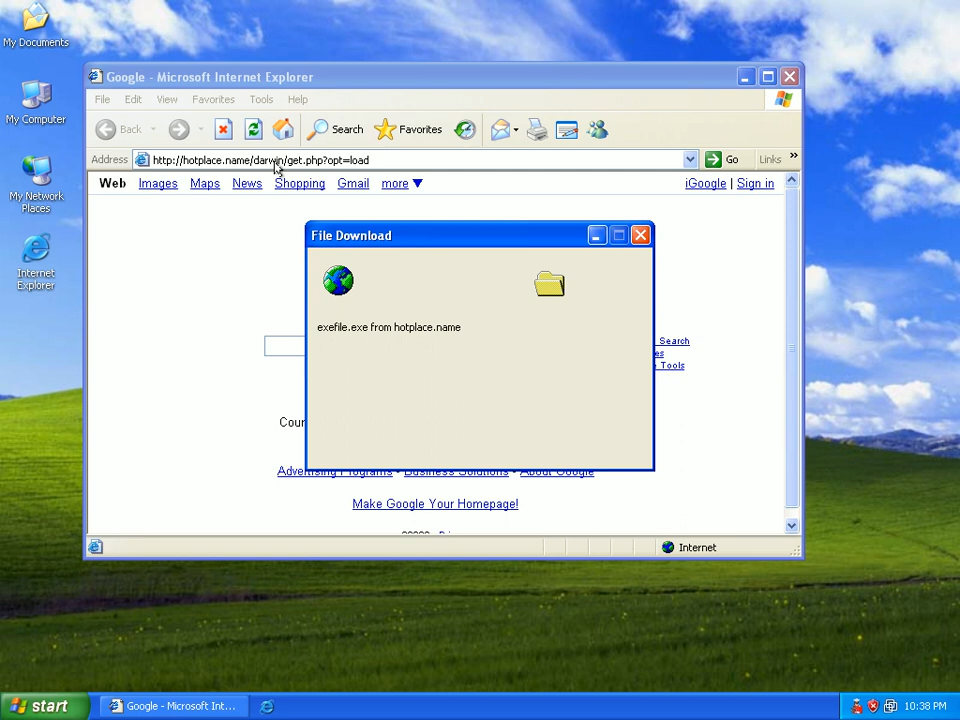 My Documents
My Computer
My Network
Places
Internet
Explorer
Google - Microsoft Internet Explorer
File Edit View Favorites Tools Help
Back Search Favorites
Address http://hotplace.name/darwin/get.php?opt=load Go Links »
Web Images Maps News Shopping Gmail more ▼ iGoogle | Sign in
File Download
exefile.exe from hotplace.name
Search
Tools
Advertising Programs - Business Solutions - About Google
Make Google Your Homepage!
Internet
start Google - Microsoft Int... 10:38 PM